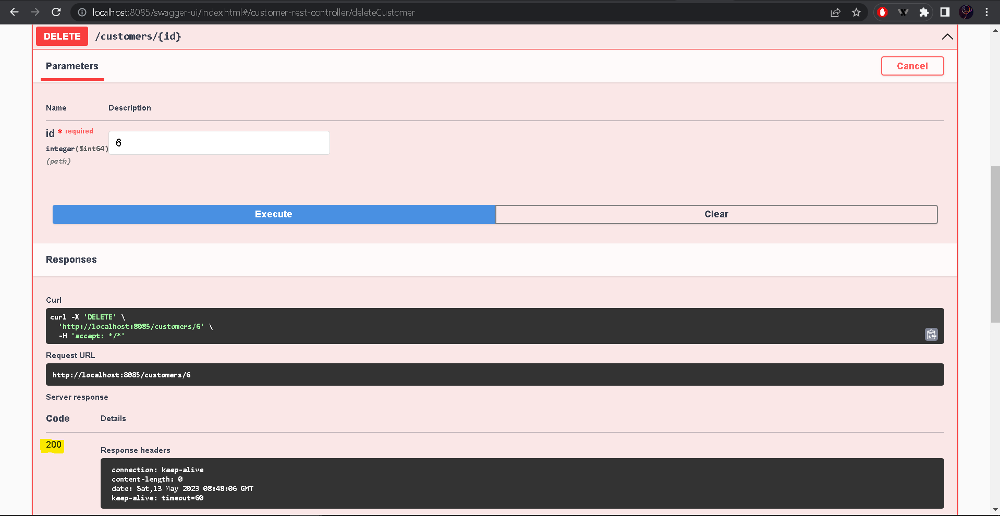 localhost:8085/swagger-ui/index.html#/customer-rest-controller/deleteCustomer
DELETE /customers/{id}
Parameters
Cancel
Name Description
id * required
integer($int64)
(path)
6
Execute Clear
Responses
Curl
curl -X 'DELETE' \
'http://localhost:8085/customers/6' \
-H 'accept: */*'
Request URL
http://localhost:8085/customers/6
Server response
Code Details
200
Response headers
connection: keep-alive
content-length: 0
date: Sat,13 May 2023 08:48:06 GMT
keep-alive: timeout=60